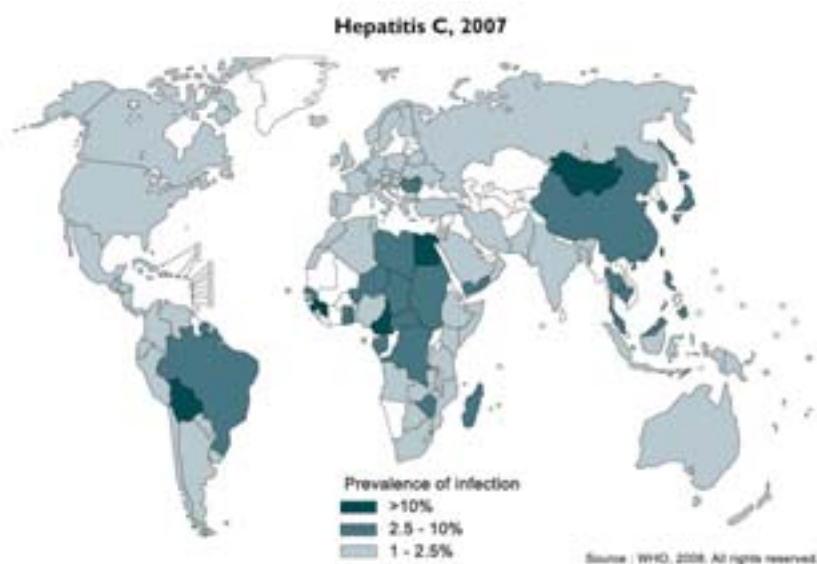 Hepatitis C, 2007
Prevalence of infection
>10%
2.5 - 10%
1 - 2.5%
Source : WHO, 2008. All rights reserved.